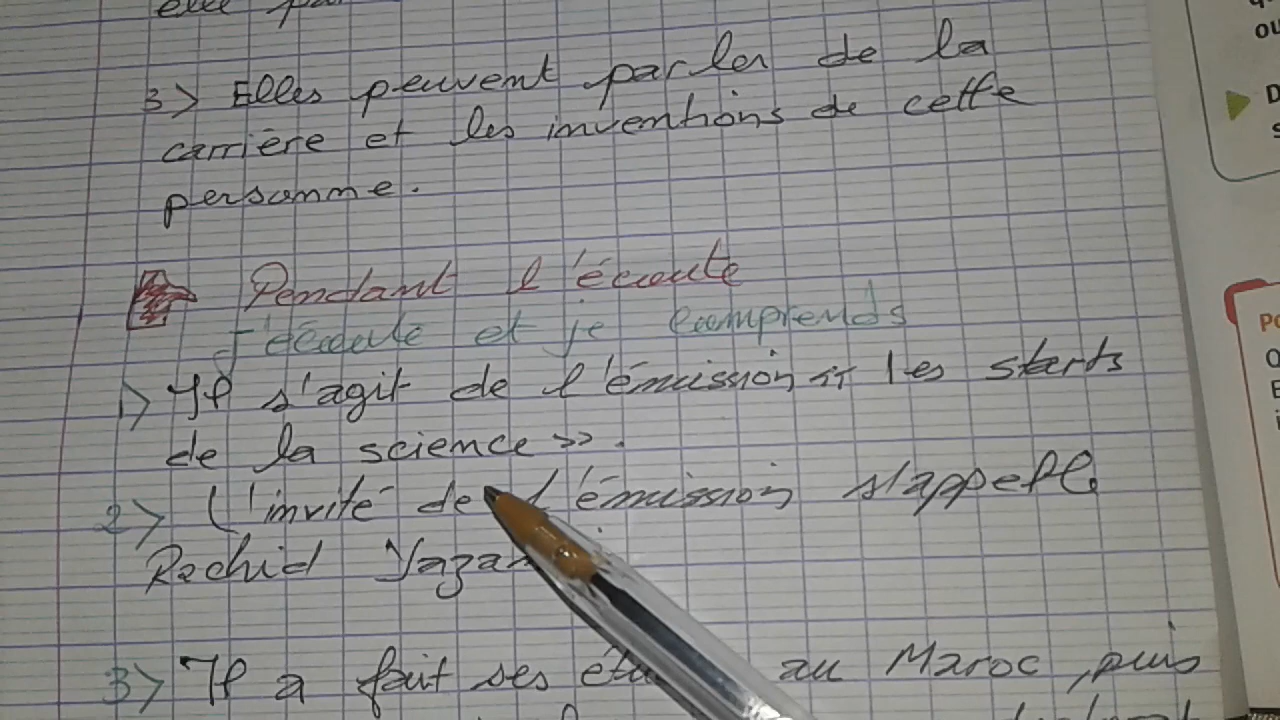 elle
3> Elles peuvent parler de la
carrière et les inventions de cette
personne.
Pendant l'écoute
J'écoute et je comprends
1> Il s'agit de l'émission << les starts
de la science >>.
2> L'invité de l'émission s'appelle
Rachid
3> Il a fait ses au Maroc, puis